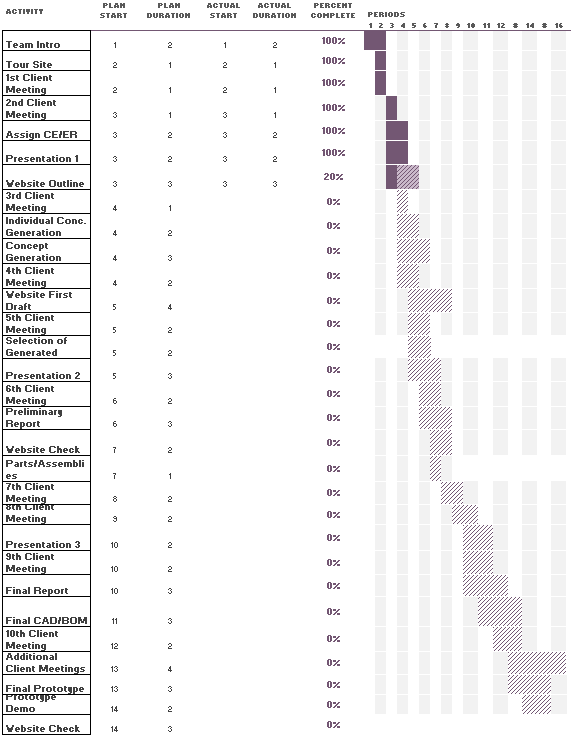 ACTIVITY PLAN START PLAN DURATION ACTUAL START ACTUAL DURATION PERCENT COMPLETE PERIODS
1 2 3 4 5 6 7 8 9 10 11 12 13
Team Intro 1 2 1 2 100%
Tour Site 2 1 2 1 100%
1st Client Meeting 2 1 2 1 100%
2nd Client Meeting 3 1 3 1 100%
Assign CE/ER 3 2 3 2 100%
Presentation 1 3 2 3 2 100%
Website Outline 3 3 3 3 20%
3rd Client Meeting 4 1 0%
Individual Conc. Generation 4 2 0%
Concept Generation 4 3 0%
4th Client Meeting 4 2 0%
Website First Draft 5 4 0%
5th Client Meeting 5 2 0%
Selection of Generated 5 2 0%
Presentation 2 5 3 0%
6th Client Meeting 6 2 0%
Preliminary Report 6 3 0%
Website Check 7 2 0%
Parts/Assemblies 7 1 0%
7th Client Meeting 8 2 0%
8th Client Meeting 9 2 0%
Presentation 3 10 2 0%
9th Client Meeting 10 2 0%
Final Report 10 3 0%
Final CAD/BOM 11 3 0%
10th Client Meeting 12 2 0%
Additional Client Meetings 13 4 0%
Final Prototype 13 3 0%
Prototype Demo 14 2 0%
Website Check 14 3 0%